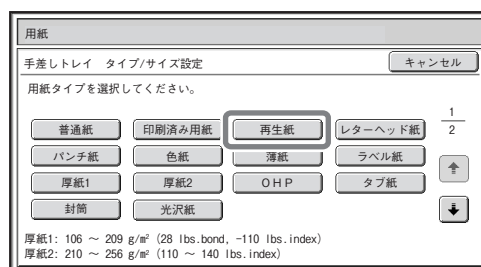 用紙
手差しトレイ タイプ/サイズ設定 キャンセル
用紙タイプを選択してください。
普通紙 印刷済み用紙 再生紙 レターヘッド紙
パンチ紙 色紙 薄紙 ラベル紙
厚紙1 厚紙2 OHP タブ紙
封筒 光沢紙
1
2
厚紙1: 106 ～ 209 g/m² (28 lbs.bond, -110 lbs.index)
厚紙2: 210 ～ 256 g/m² (110 ～ 140 lbs.index)